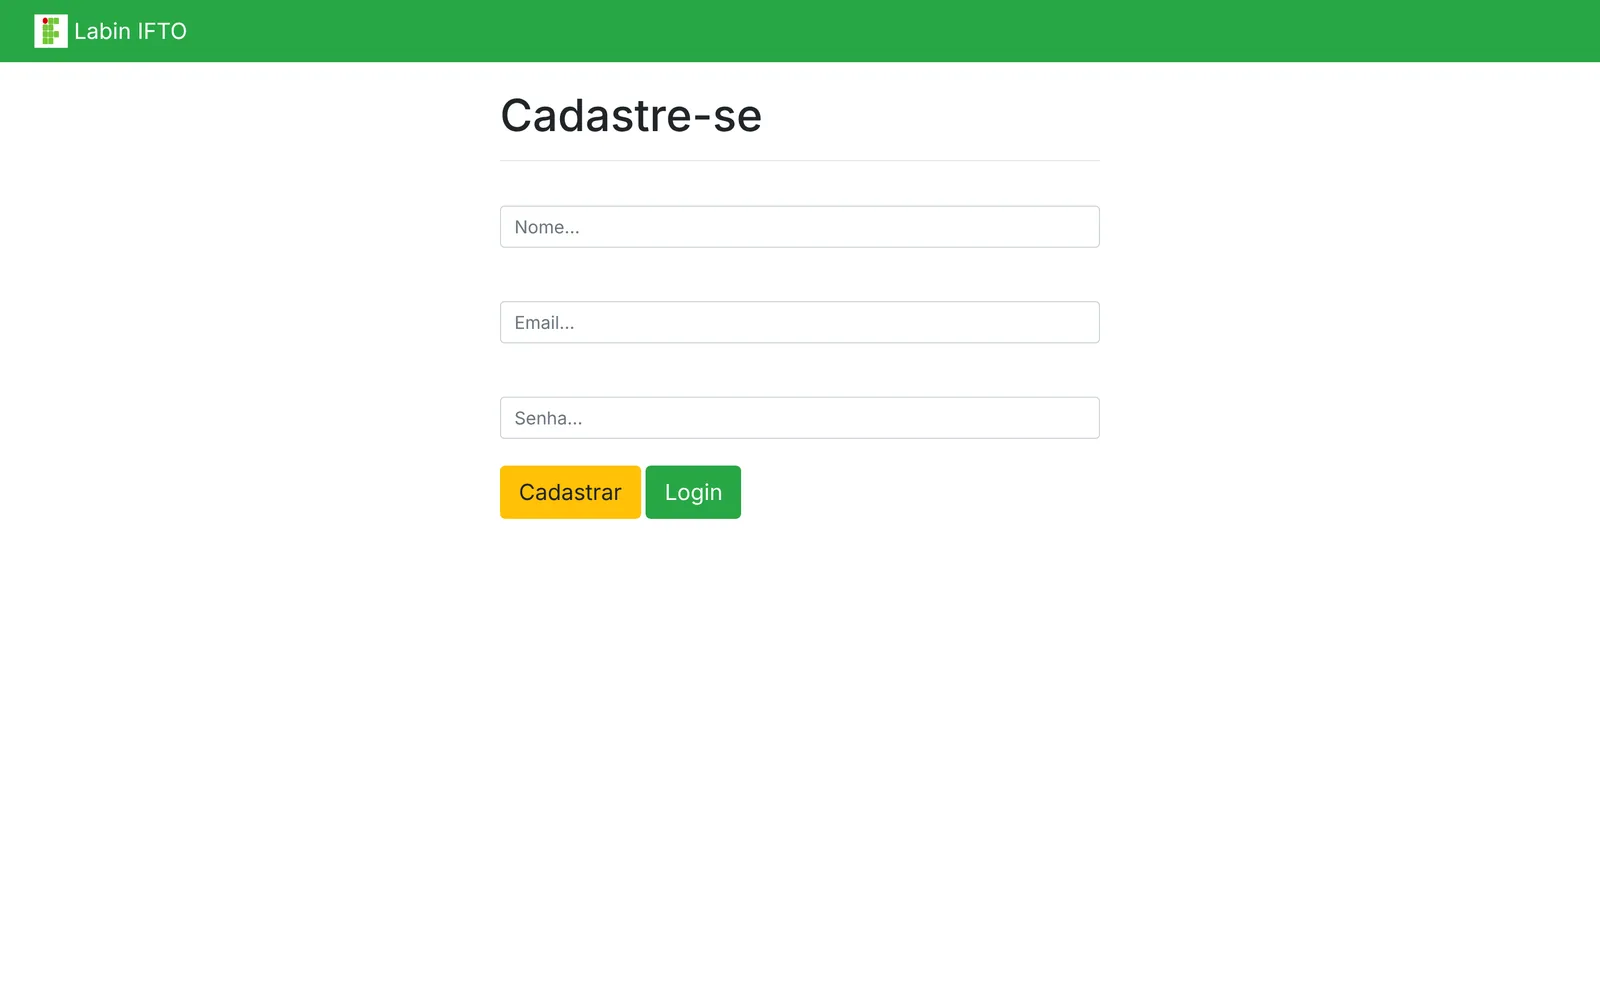 Labin IFTO
Cadastre-se
Nome...
Email...
Senha...
Cadastrar Login